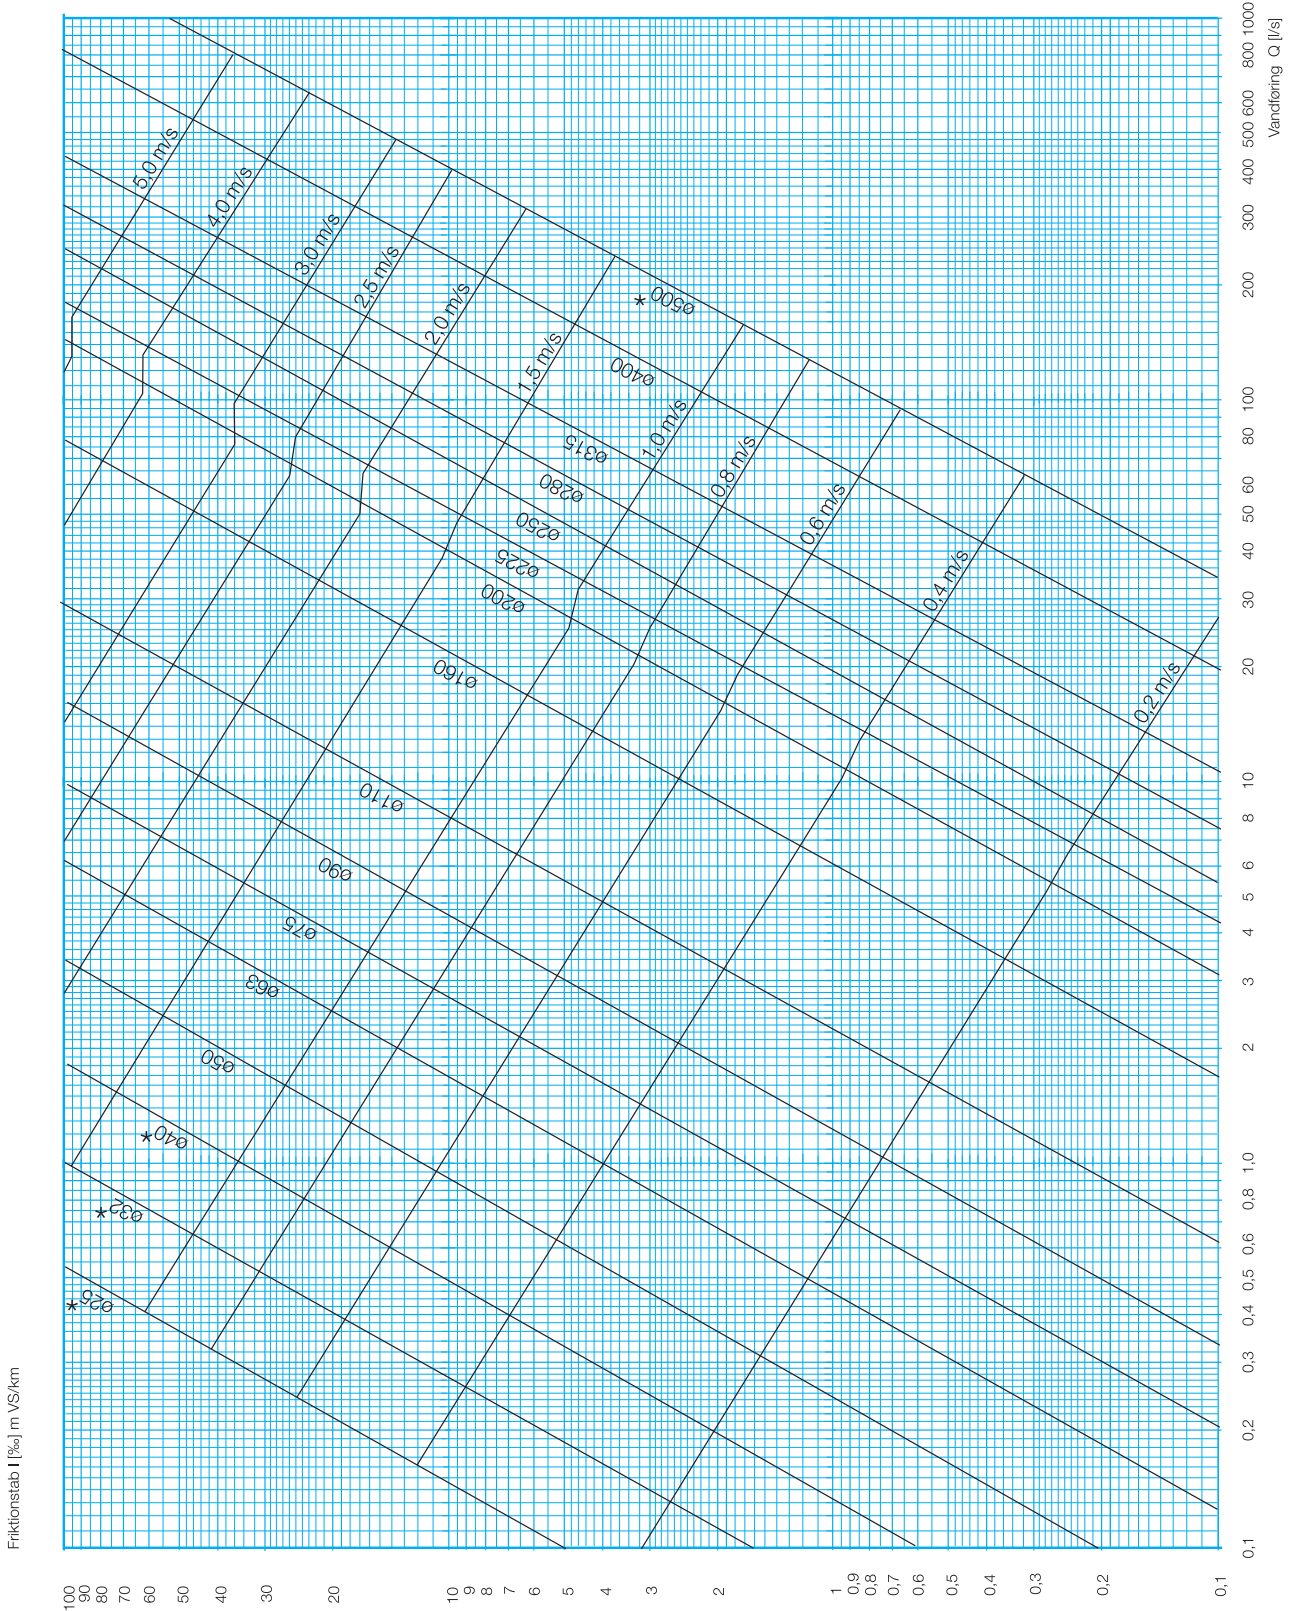 Friktionstab I [‰] m VS/km
Vandføring Q [l/s]
1000
800
600
500
400
300
200
100
80
60
50
40
30
20
10
8
6
5
4
3
2
1,0
0,8
0,6
0,5
0,4
0,3
0,2
0,1
100
90
80
70
60
50
40
30
20
10
9
8
7
6
5
4
3
2
1
0,9
0,8
0,7
0,6
0,5
0,4
0,3
0,2
0,1
5,0 m/s
4,0 m/s
3,0 m/s
2,5 m/s
2,0 m/s
1,5 m/s
1,0 m/s
0,8 m/s
0,6 m/s
0,4 m/s
0,2 m/s
ø500 *
ø400
ø315
ø280
ø250
ø225
ø200
ø160
ø110
ø90
ø75
ø63
ø50
ø40*
ø32*
ø25*